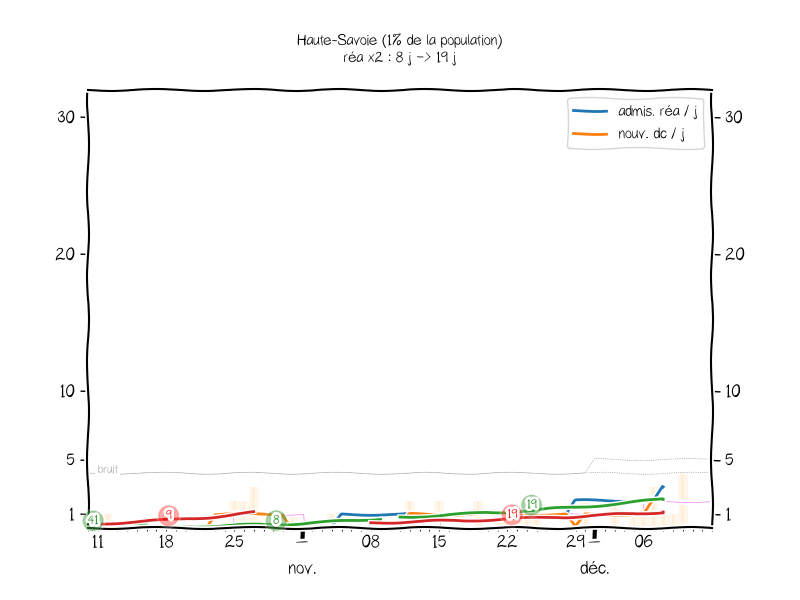 Haute-Savoie (1% de la population)
réa x2 : 8 j -> 19 j
admis. réa / j
nouv. dc / j
30 30
20 20
10 10
5 5
bruit
1 1
41 9 8 19 19
11 18 25 08 15 22 29 06
nov. déc.